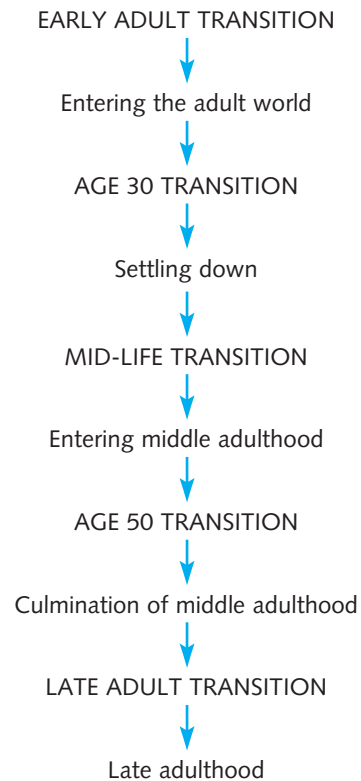 EARLY ADULT TRANSITION
Entering the adult world
AGE 30 TRANSITION
Settling down
MID-LIFE TRANSITION
Entering middle adulthood
AGE 50 TRANSITION
Culmination of middle adulthood
LATE ADULT TRANSITION
Late adulthood